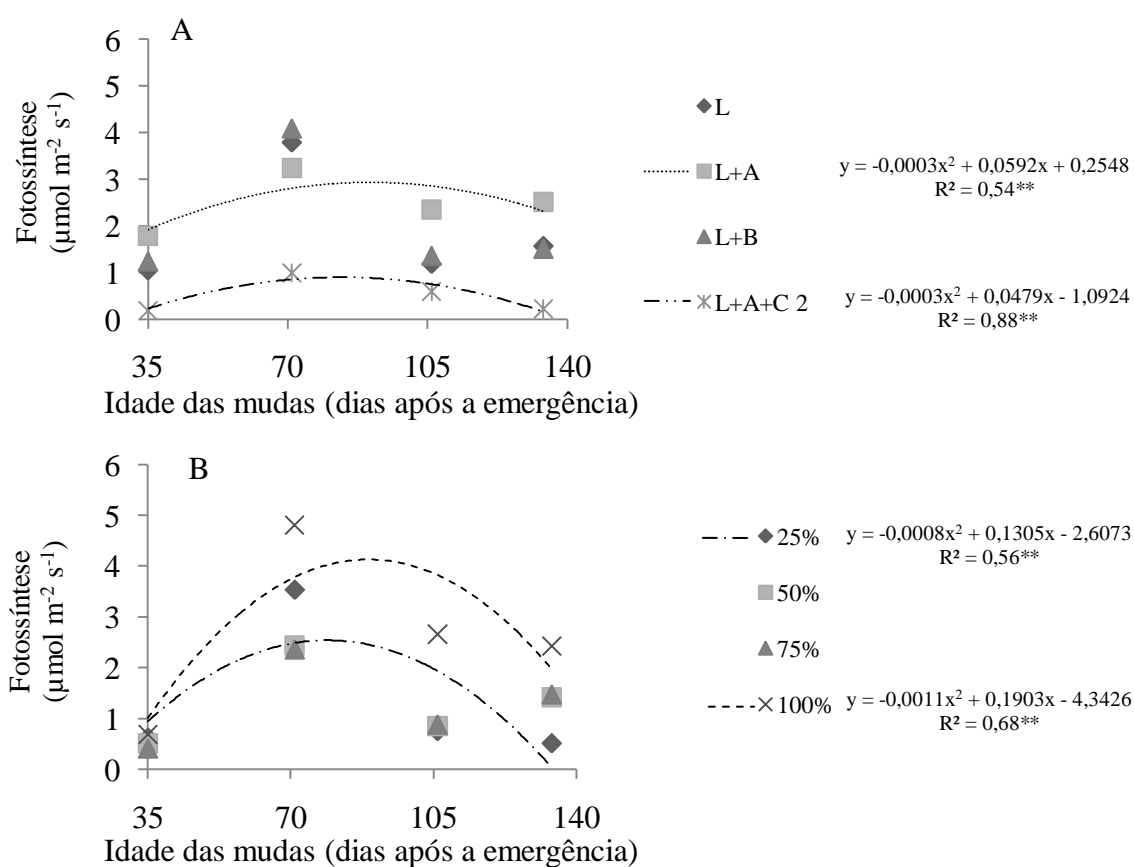 A
Fotossíntese
(µmol m⁻² s⁻¹)
6
5
4
3
2
1
0
35 70 105 140
Idade das mudas (dias após a emergência)
L
L+A
y = -0,0003x² + 0,0592x + 0,2548
R² = 0,54**
L+B
L+A+C 2
y = -0,0003x² + 0,0479x - 1,0924
R² = 0,88**
B
Fotossíntese
(µmol m⁻² s⁻¹)
6
5
4
3
2
1
0
35 70 105 140
Idade das mudas (dias após a emergência)
25%
y = -0,0008x² + 0,1305x - 2,6073
R² = 0,56**
50%
75%
100%
y = -0,0011x² + 0,1903x - 4,3426
R² = 0,68**